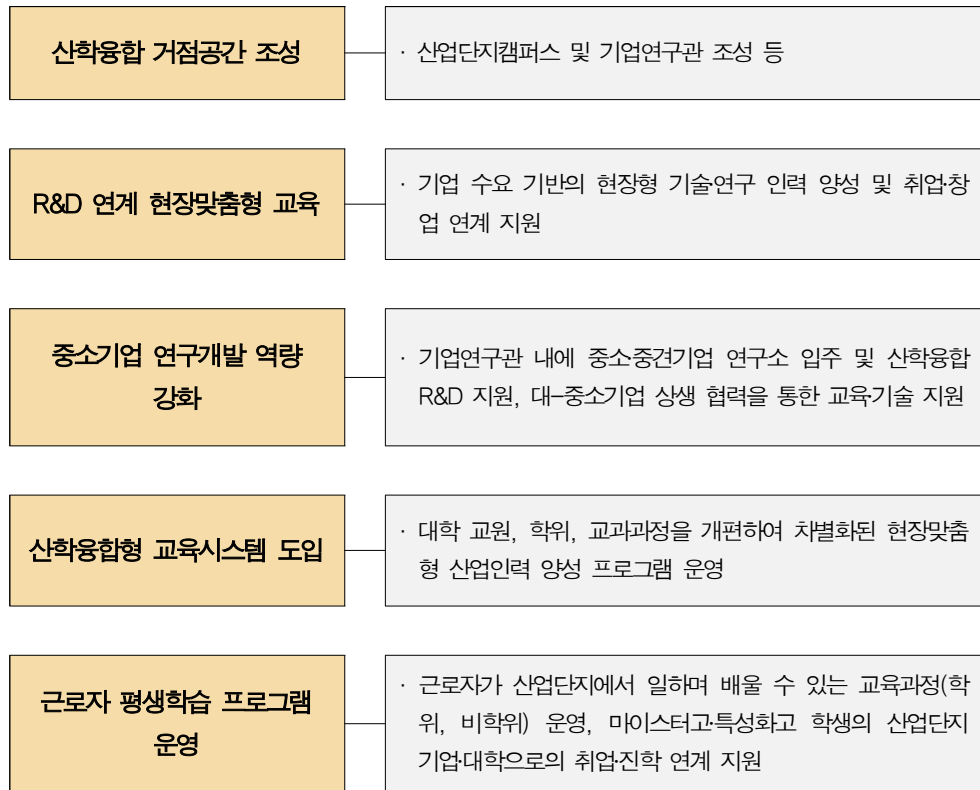 산학융합 거점공간 조성
· 산업단지캠퍼스 및 기업연구관 조성 등
R&D 연계 현장맞춤형 교육
· 기업 수요 기반의 현장형 기술·연구 인력 양성 및 취업·창
업 연계 지원
중소기업 연구개발 역량
강화
· 기업연구관 내에 중소·중견기업 연구소 입주 및 산학융합
R&D 지원, 대-중소기업 상생 협력을 통한 교육·기술 지원
산학융합형 교육시스템 도입
· 대학 교원, 학위, 교과과정을 개편하여 차별화된 현장맞춤
형 산업인력 양성 프로그램 운영
근로자 평생학습 프로그램
운영
· 근로자가 산업단지에서 일하며 배울 수 있는 교육과정(학
위, 비학위) 운영, 마이스터고·특성화고 학생의 산업단지
기업·대학으로의 취업·진학 연계 지원